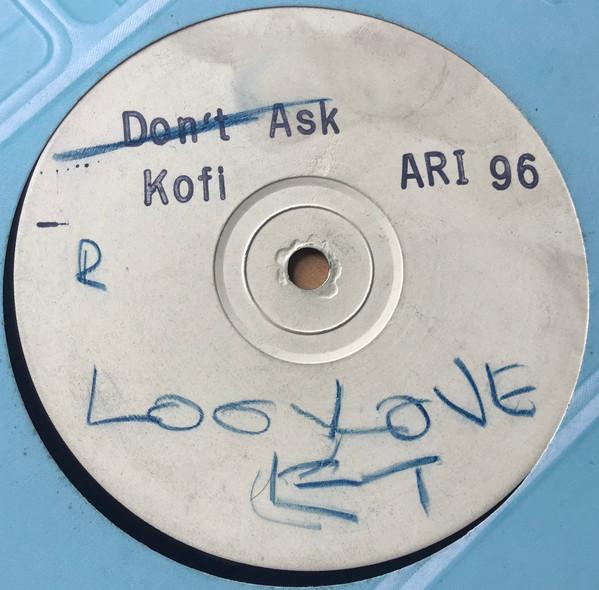 Don't Ask
Kofi ARI 96
R
LOOYLOVE